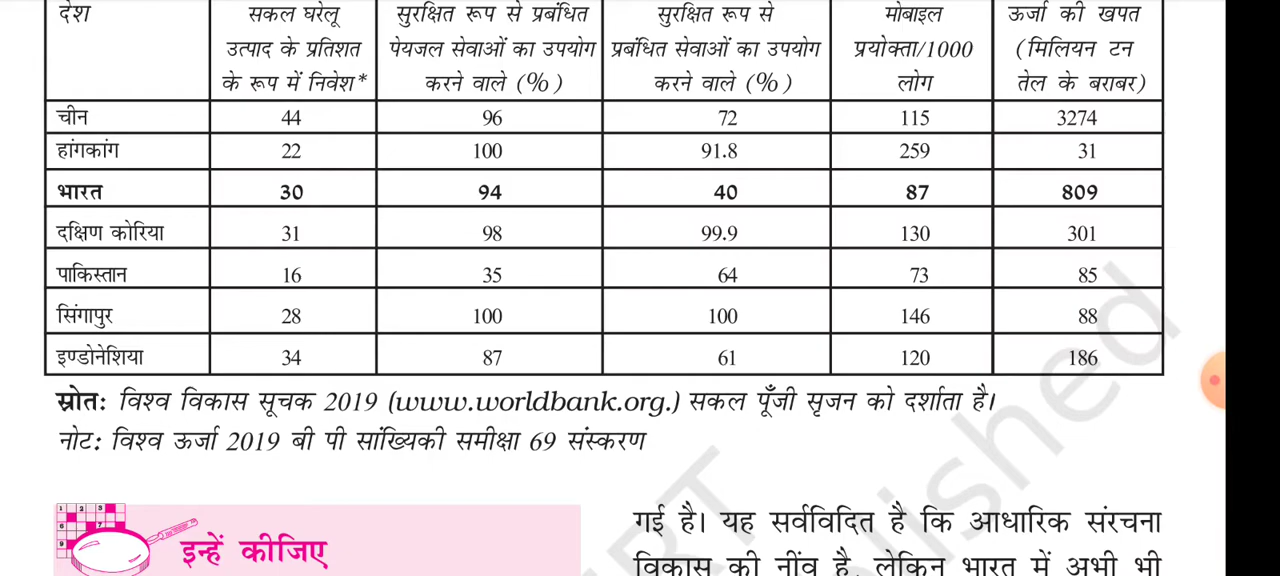 देश	सकल घरेलू उत्पाद के प्रतिशत के रूप में निवेश*	सुरक्षित रूप से प्रबंधित पेयजल सेवाओं का उपयोग करने वाले (%)	सुरक्षित रूप से प्रबंधित सेवाओं का उपयोग करने वाले (%)	मोबाइल प्रयोक्ता/1000 लोग	ऊर्जा की खपत (मिलियन टन तेल के बराबर)
चीन	44	96	72	115	3274
हांगकांग	22	100	91.8	259	31
भारत	30	94	40	87	809
दक्षिण कोरिया	31	98	99.9	130	301
पाकिस्तान	16	35	64	73	85
सिंगापुर	28	100	100	146	88
इण्डोनेशिया	34	87	61	120	186
स्रोतः विश्व विकास सूचक 2019 (www.worldbank.org.) सकल पूँजी सृजन को दर्शाता है।
नोटः विश्व ऊर्जा 2019 बी पी सांख्यिकी समीक्षा 69 संस्करण
इन्हें कीजिए
गई है। यह सर्वविदित है कि आधारिक संरचना
विकास की नींव है, लेकिन भारत में अभी भी